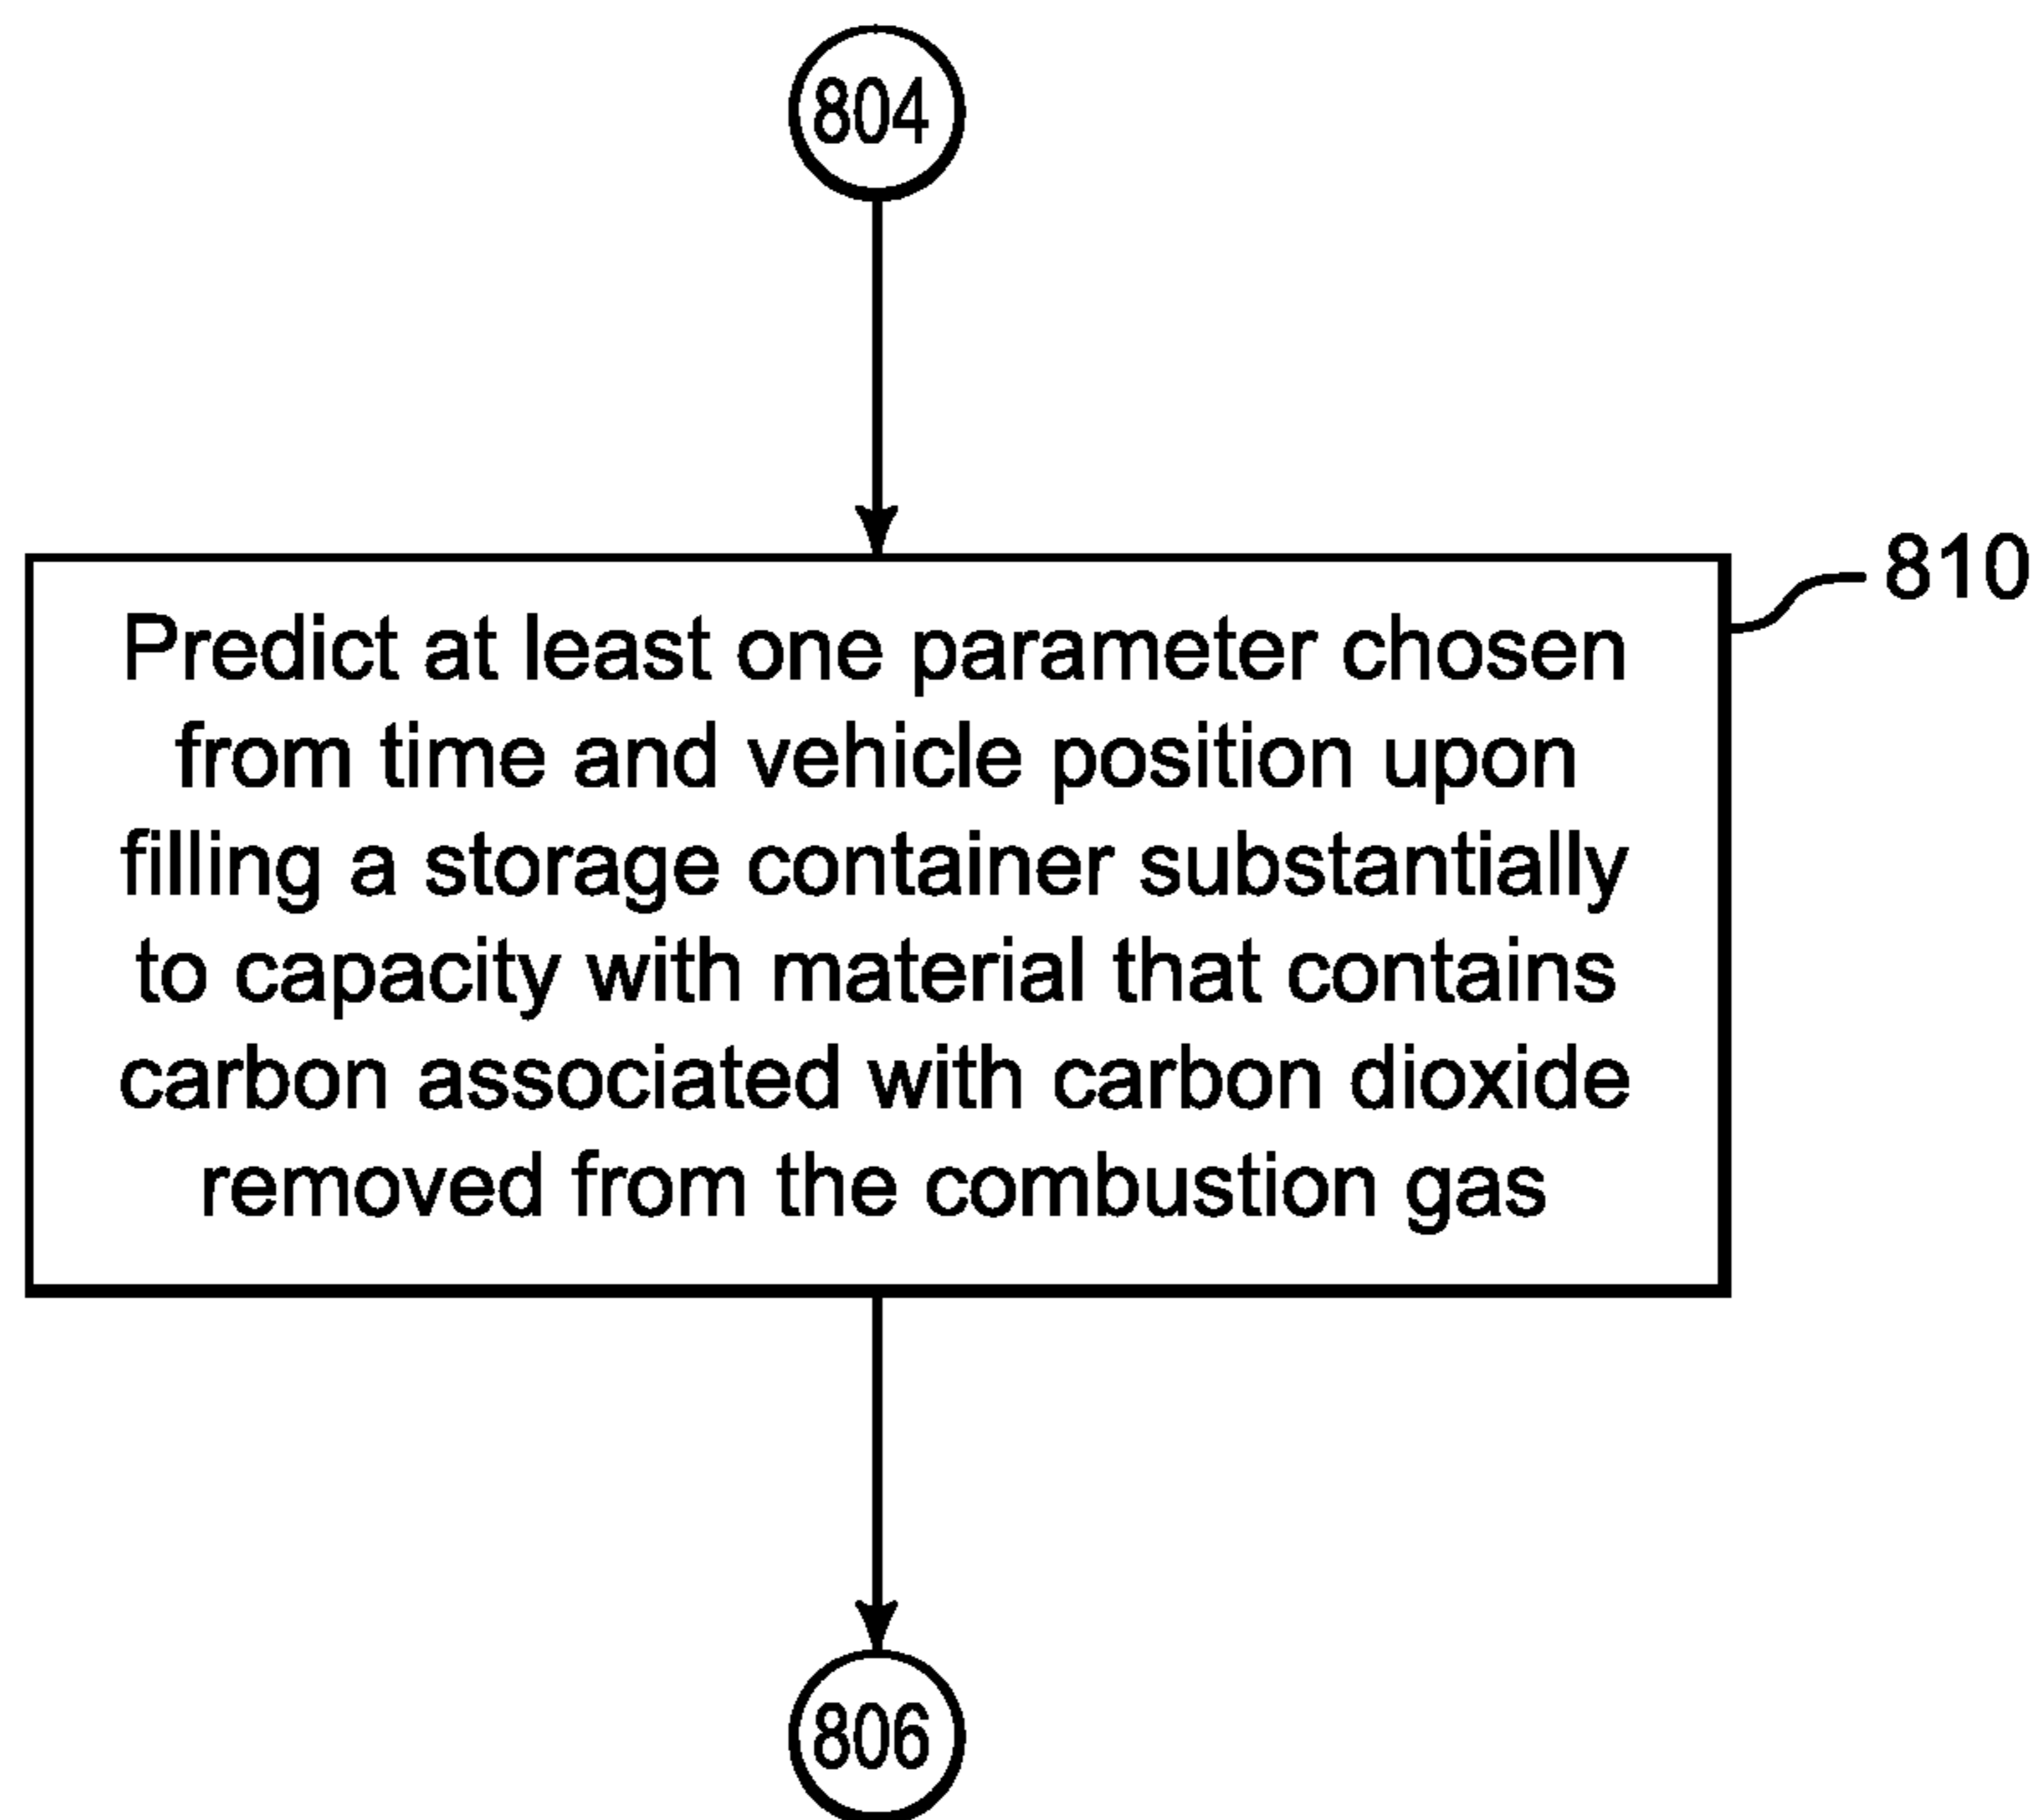 804
810
Predict at least one parameter chosen
from time and vehicle position upon
filling a storage container substantially
to capacity with material that contains
carbon associated with carbon dioxide
removed from the combustion gas
806